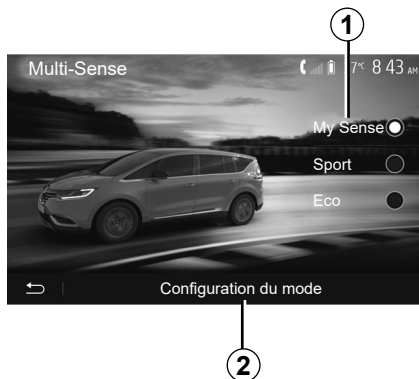 1
Multi-Sense 7°C 8 43 AM
My Sense
Sport
Eco
Configuration du mode
2